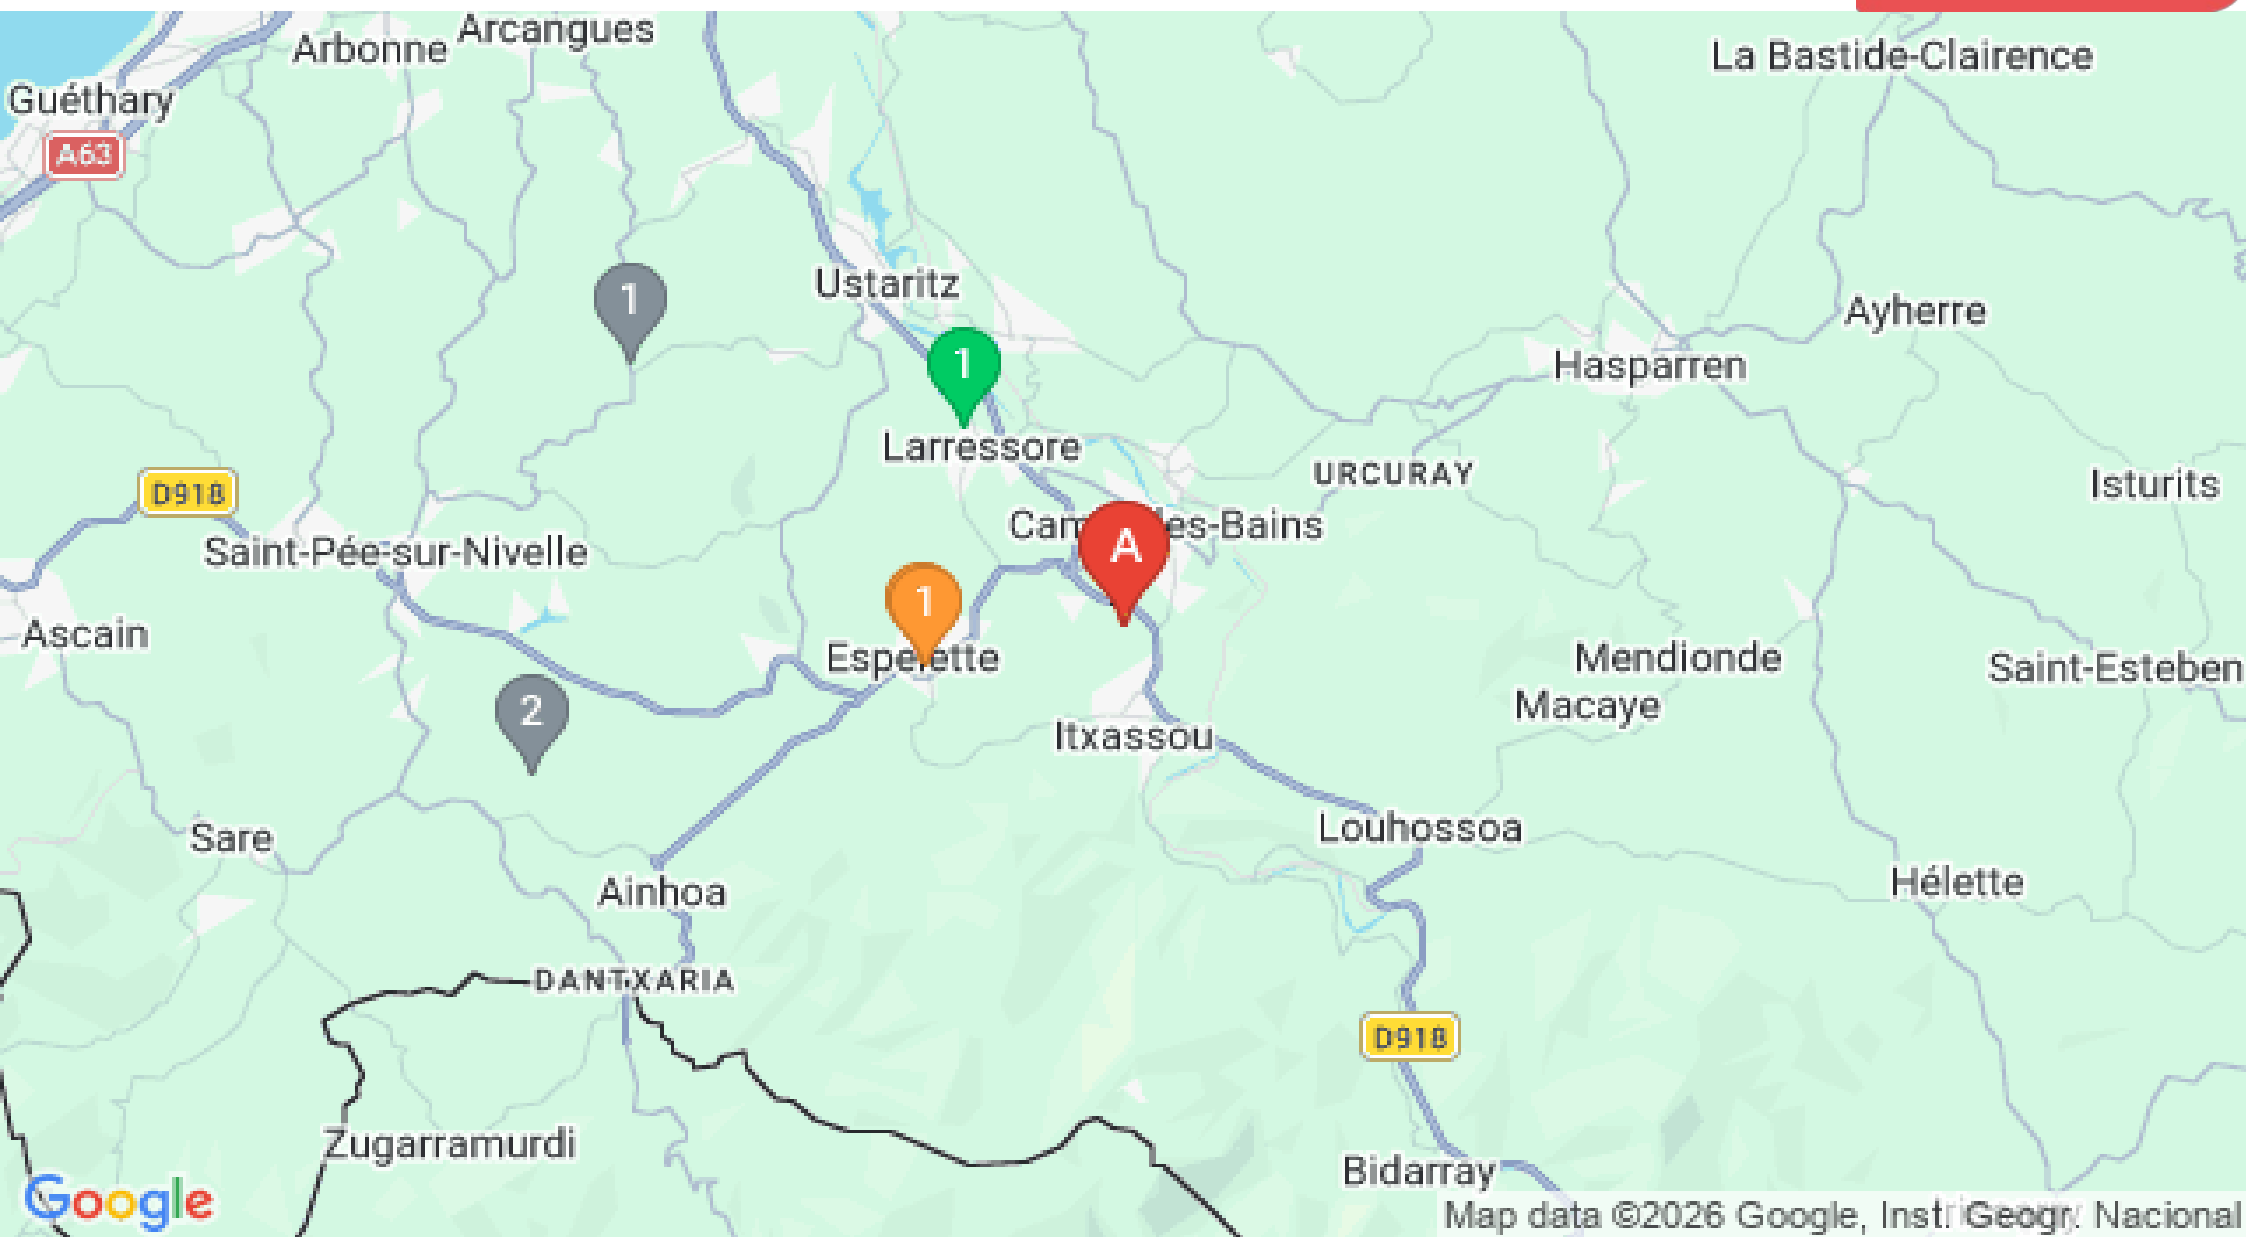 Arcangues
Arbonne
La Bastide-Clairence
Guéthary
A63
Ustaritz
1
Ayherre
1
Hasparren
Larressore
URCURAY
Isturits
D918
Cam es-Bains
A
Saint-Pée-sur-Nivelle
1
Ascain
Espelette
Mendionde
Saint-Esteben
2
Macaye
Itxassou
Louhossoa
Sare
Ainhoa
Hélette
DANTXARIA
D918
Zugarramurdi
Bidarray
Google
Map data ©2026 Google, Inst. Geogr. Nacional